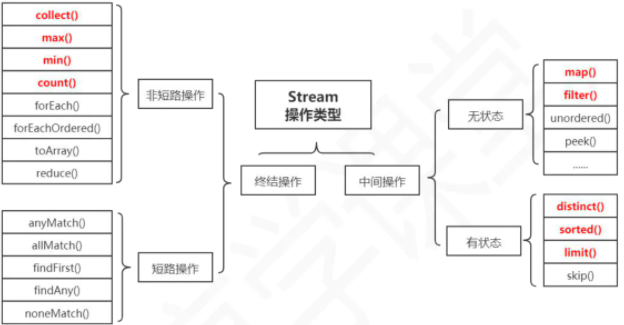 collect()
max()
min()
count()
forEach()
forEachOrdered()
toArray()
reduce()
非短路操作
anyMatch()
allMatch()
findFirst()
findAny()
noneMatch()
短路操作
Stream
操作类型
终结操作
中间操作
无状态
map()
filter()
unordered()
peek()
......
有状态
distinct()
sorted()
limit()
skip()